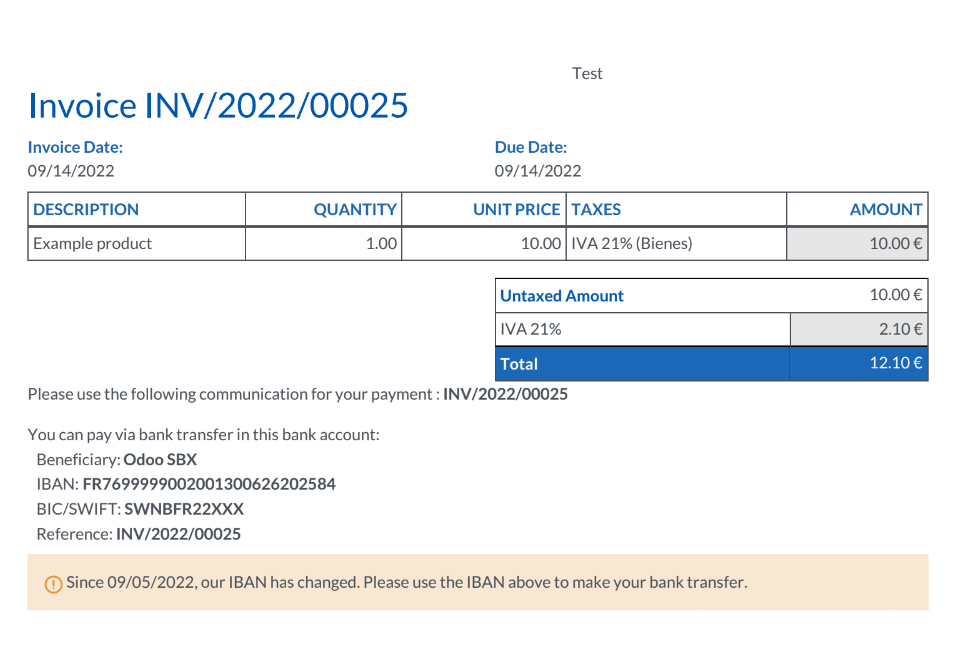 Test
Invoice INV/2022/00025
Invoice Date: Due Date:
09/14/2022 09/14/2022
DESCRIPTION QUANTITY UNIT PRICE TAXES AMOUNT
Example product 1.00 10.00 IVA 21% (Bienes) 10.00 €
Untaxed Amount 10.00 €
IVA 21% 2.10 €
Total 12.10 €
Please use the following communication for your payment : INV/2022/00025
You can pay via bank transfer in this bank account:
Beneficiary: Odoo SBX
IBAN: FR7699999002001300626202584
BIC/SWIFT: SWNBFR22XXX
Reference: INV/2022/00025
Since 09/05/2022, our IBAN has changed. Please use the IBAN above to make your bank transfer.